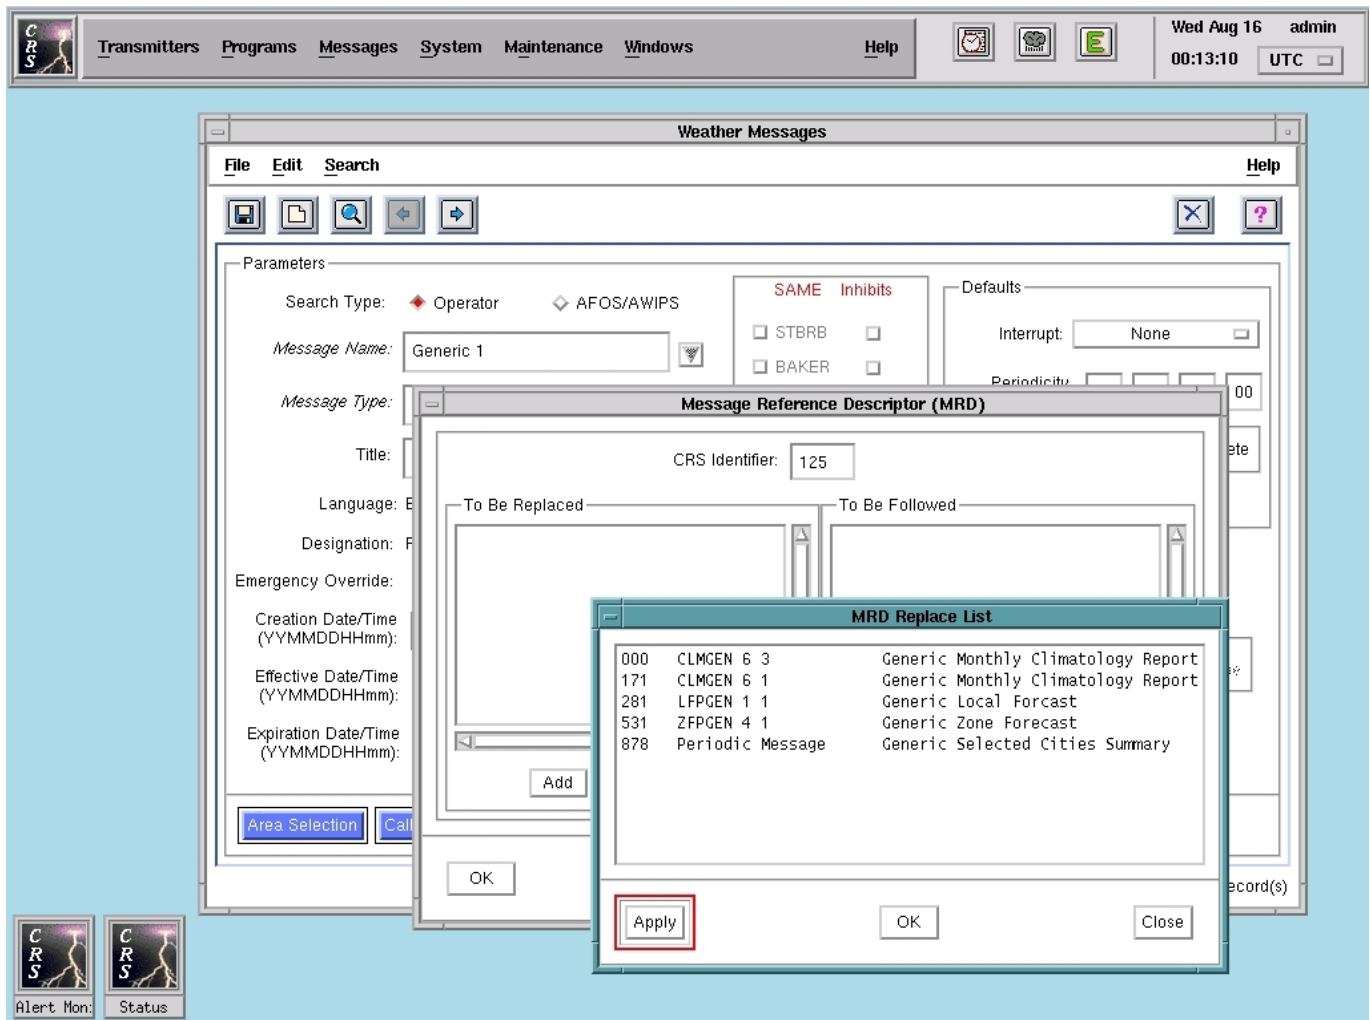 CRS Transmitters Programs Messages System Maintenance Windows Help
Wed Aug 16 admin
00:13:10 UTC
Weather Messages
File Edit Search Help
Parameters
Search Type: Operator AFOS/AWIPS
Message Name: Generic 1
Message Type:
Title:
Language:
Designation:
Emergency Override:
Creation Date/Time
(YYMMDDHHmm):
Effective Date/Time
(YYMMDDHHmm):
Expiration Date/Time
(YYMMDDHHmm):
Area Selection
SAME Inhibits
STBRB
BAKER
Defaults
Interrupt: None
Periodicity
00
Message Reference Descriptor (MRD)
CRS Identifier: 125
To Be Replaced
To Be Followed
Add
OK
MRD Replace List
000 CLMGEN 6 3 Generic Monthly Climatology Report
171 CLMGEN 6 1 Generic Monthly Climatology Report
281 LFPGEN 1 1 Generic Local Forcast
531 ZFPGEN 4 1 Generic Zone Forecast
878 Periodic Message Generic Selected Cities Summary
Apply OK Close
ecord(s)
CRS
Alert Mon:
CRS
Status